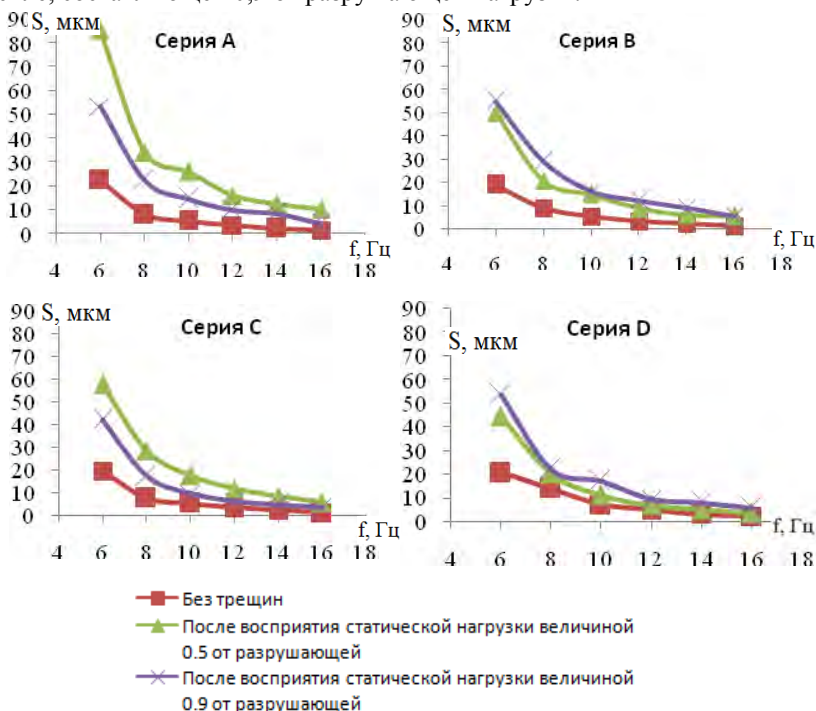 90 S, мкм
Серия А
80
70
60
50
40
30
20
10
0
f, Гц
4 6 8 10 12 14 16 18
90 S, мкм
Серия В
80
70
60
50
40
30
20
10
0
f, Гц
4 6 8 10 12 14 16 18
90 S, мкм
Серия С
80
70
60
50
40
30
20
10
0
f, Гц
4 6 8 10 12 14 16 18
90
Серия D
80 S, мкм
70
60
50
40
30
20
10
0
f, Гц
4 6 8 10 12 14 16 18
Без трещин
После восприятия статической нагрузки величиной
0.5 от разрушающей
После восприятия статической нагрузки величиной
0.9 от разрушающей